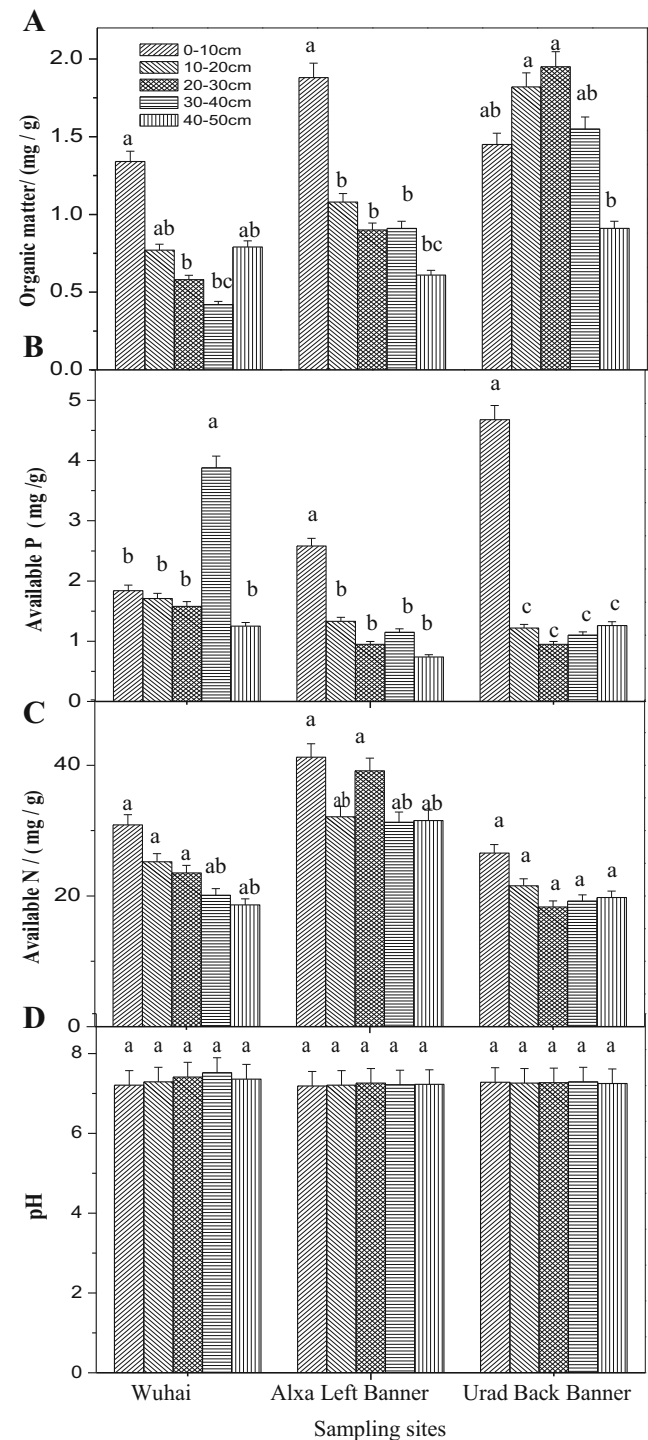 A
0-10cm
10-20cm
20-30cm
30-40cm
40-50cm
Organic matter/ (mg / g)
2.0
1.5
1.0
0.5
0.0
a ab b bc ab
a b b b bc
ab a a ab b
B
Available P ( mg /g)
5
4
3
2
1
0
b b b a b
a b b b b
a c c c c
C
Available N / ( mg / g)
40
20
0
a a a ab ab
a ab a ab ab
a a a a a
D
pH
8
6
4
2
0
a a a a a
a a a a a
a a a a a
Wuhai Alxa Left Banner Urad Back Banner
Sampling sites